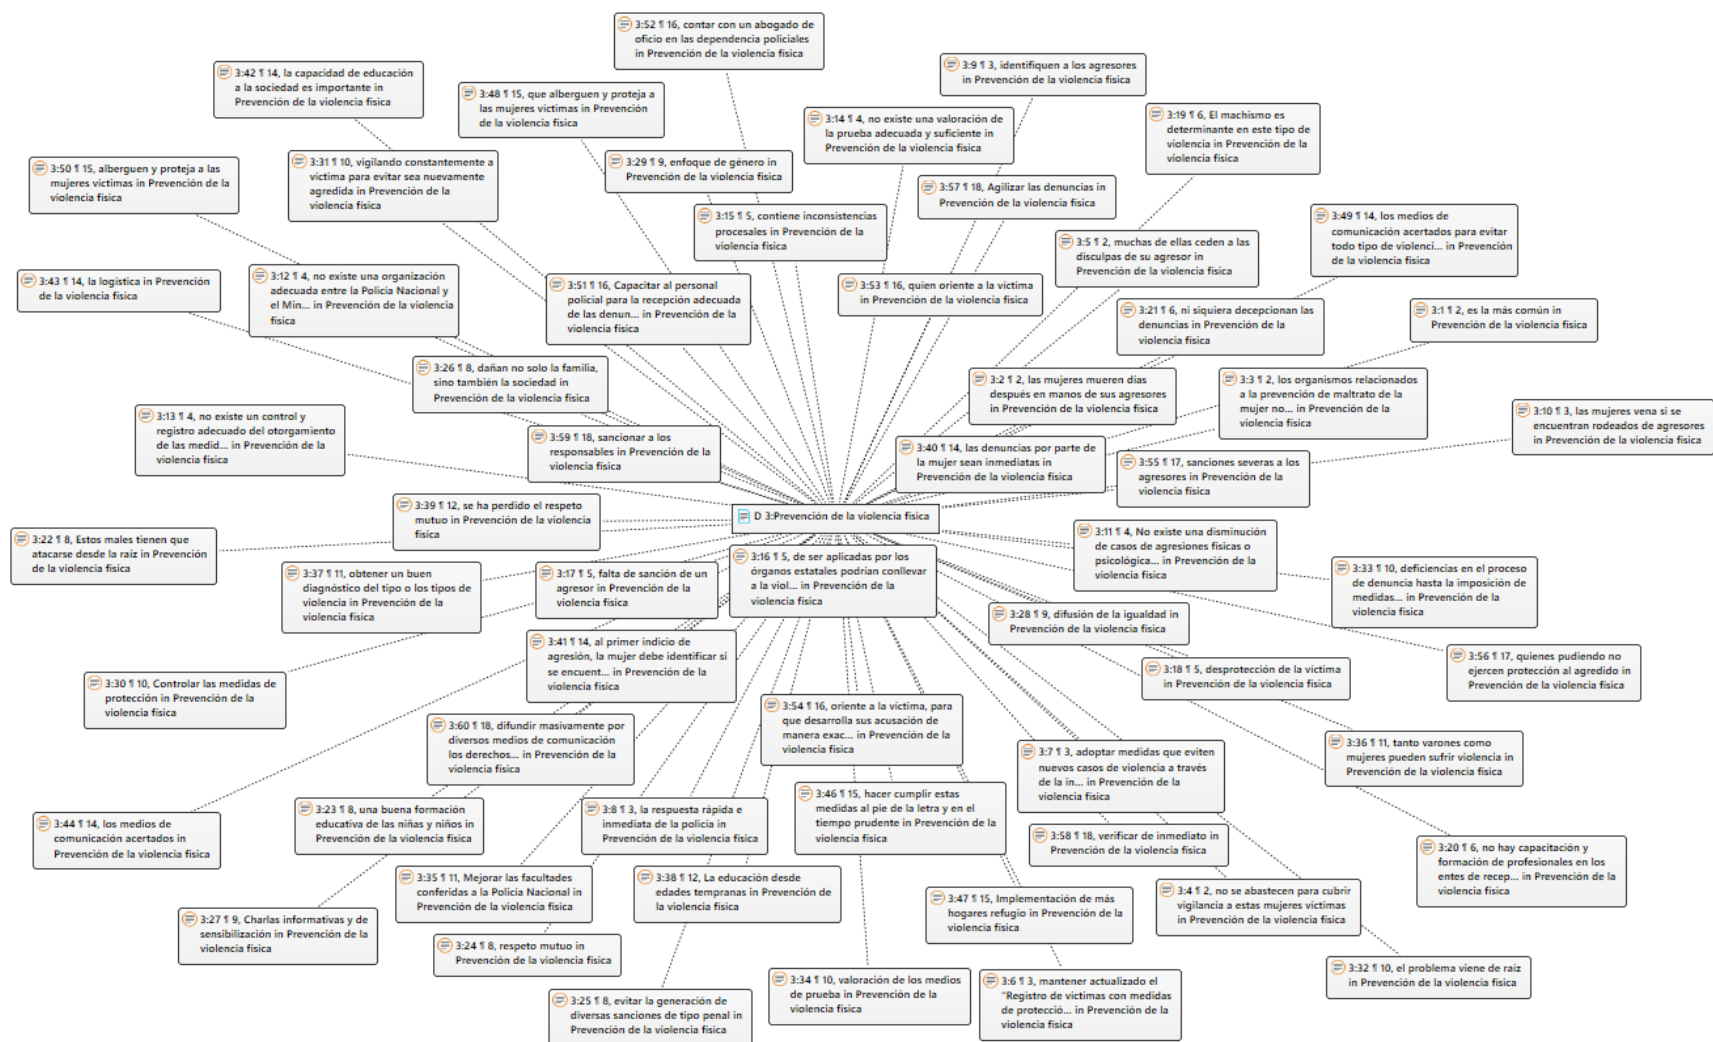 3:52 ¶ 16, contar con un abogado de
oficio en las dependencia policiales
in Prevención de la violencia física
3:9 ¶ 3, identifiquen a los agresores
in Prevención de la violencia física
3:42 ¶ 14, la capacidad de educación
a la sociedad es importante in
Prevención de la violencia física
3:48 ¶ 15, que alberguen y proteja a
las mujeres víctimas in Prevención
de la violencia física
3:14 ¶ 4, no existe una valoración de
la prueba adecuada y suficiente in
Prevención de la violencia física
3:19 ¶ 6, El machismo es
determinante en este tipo de
violencia in Prevención de la
violencia física
3:50 ¶ 15, alberguen y proteja a las
mujeres víctimas in Prevención de la
violencia física
3:31 ¶ 10, vigilando constantemente a
victima para evitar sea nuevamente
agredida in Prevención de la
violencia física
3:29 ¶ 9, enfoque de género in
Prevención de la violencia física
3:57 ¶ 18, Agilizar las denuncias in
Prevención de la violencia física
3:15 ¶ 5, contiene inconsistencias
procesales in Prevención de la
violencia física
3:49 ¶ 14, los medios de
comunicación acertados para evitar
todo tipo de violenci... in Prevención
de la violencia física
3:5 ¶ 2, muchas de ellas ceden a las
disculpas de su agresor in
Prevención de la violencia física
3:43 ¶ 14, la logística in Prevención
de la violencia física
3:12 ¶ 4, no existe una organización
adecuada entre la Policía Nacional y
el Min... in Prevención de la violencia
física
3:51 ¶ 16, Capacitar al personal
policial para la recepción adecuada
de las denun... in Prevención de la
violencia física
3:53 ¶ 16, quien oriente a la víctima
in Prevención de la violencia física
3:21 ¶ 6, ni siquiera decepcionan las
denuncias in Prevención de la
violencia física
3:1 ¶ 2, es la más común in
Prevención de la violencia física
3:26 ¶ 8, dañan no solo la familia,
sino también la sociedad in
Prevención de la violencia física
3:2 ¶ 2, las mujeres mueren días
después en manos de sus agresores
in Prevención de la violencia física
3:3 ¶ 2, los organismos relacionados
a la prevención de maltrato de la
mujer no... in Prevención de la
violencia física
3:10 ¶ 3, las mujeres vena si se
encuentran rodeados de agresores
in Prevención de la violencia física
3:13 ¶ 4, no existe un control y
registro adecuado del otorgamiento
de las medid... in Prevención de la
violencia física
3:59 ¶ 18, sancionar a los
responsables in Prevención de la
violencia física
3:40 ¶ 14, las denuncias por parte de
la mujer sean inmediatas in
Prevención de la violencia física
3:55 ¶ 17, sanciones severas a los
agresores in Prevención de la
violencia física
3:39 ¶ 12, se ha perdido el respeto
mutuo in Prevención de la violencia
física
D 3:Prevención de la violencia física
3:22 ¶ 8, Estos males tienen que
atacarse desde la raíz in Prevención
de la violencia física
3:11 ¶ 4, No existe una disminución
de casos de agresiones físicas o
psicológica... in Prevención de la
violencia física
3:16 ¶ 5, de ser aplicadas por los
órganos estatales podrían conllevar
a la viol... in Prevención de la
violencia física
3:37 ¶ 11, obtener un buen
diagnóstico del tipo o los tipos de
violencia in Prevención de la
violencia física
3:17 ¶ 5, falta de sanción de un
agresor in Prevención de la
violencia física
3:33 ¶ 10, deficiencias en el proceso
de denuncia hasta la imposición de
medidas... in Prevención de la
violencia física
3:28 ¶ 9, difusión de la igualdad in
Prevención de la violencia física
3:41 ¶ 14, al primer indicio de
agresión, la mujer debe identificar si
se encuent... in Prevención de la
violencia física
3:56 ¶ 17, quienes pudiendo no
ejercen protección al agredido in
Prevención de la violencia física
3:18 ¶ 5, desprotección de la víctima
in Prevención de la violencia física
3:30 ¶ 10, Controlar las medidas de
protección in Prevención de la
violencia física
3:54 ¶ 16, oriente a la víctima, para
que desarrolla sus acusación de
manera exac... in Prevención de la
violencia física
3:60 ¶ 18, difundir masivamente por
diversos medios de comunicación
los derechos... in Prevención de la
violencia física
3:7 ¶ 3, adoptar medidas que eviten
nuevos casos de violencia a través
de la in... in Prevención de la
violencia física
3:36 ¶ 11, tanto varones como
mujeres pueden sufrir violencia in
Prevención de la violencia física
3:46 ¶ 15, hacer cumplir estas
medidas al pie de la letra y en el
tiempo prudente in Prevención de la
violencia física
3:23 ¶ 8, una buena formación
educativa de las niñas y niños in
Prevención de la violencia física
3:8 ¶ 3, la respuesta rápida e
inmediata de la policía in
Prevención de la violencia física
3:44 ¶ 14, los medios de
comunicación acertados in
Prevención de la violencia física
3:58 ¶ 18, verificar de inmediato in
Prevención de la violencia física
3:20 ¶ 6, no hay capacitación y
formación de profesionales en los
entes de recep... in Prevención de la
violencia física
3:35 ¶ 11, Mejorar las facultades
conferidas a la Policía Nacional in
Prevención de la violencia física
3:38 ¶ 12, La educación desde
edades tempranas in Prevención de
la violencia física
3:4 ¶ 2, no se abastecen para cubrir
vigilancia a estas mujeres víctimas
in Prevención de la violencia física
3:47 ¶ 15, Implementación de más
hogares refugio in Prevención de la
violencia física
3:27 ¶ 9, Charlas informativas y de
sensibilización in Prevención de la
violencia física
3:24 ¶ 8, respeto mutuo in
Prevención de la violencia física
3:32 ¶ 10, el problema viene de raíz
in Prevención de la violencia física
3:34 ¶ 10, valoración de los medios
de prueba in Prevención de la
violencia física
3:6 ¶ 3, mantener actualizado el
"Registro de víctimas con medidas
de protecció... in Prevención de la
violencia física
3:25 ¶ 8, evitar la generación de
diversas sanciones de tipo penal in
Prevención de la violencia física